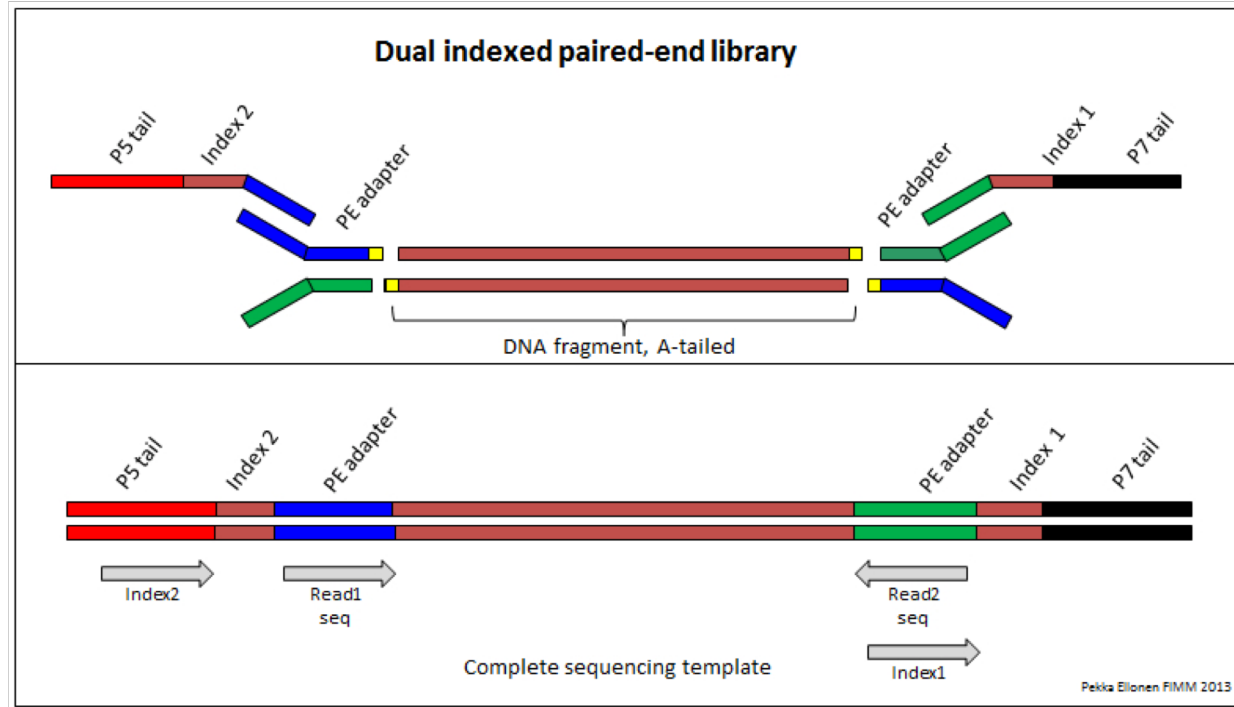 Dual indexed paired-end library
P5 tail
Index 2
PE adapter
PE adapter
Index 1
P7 tail
DNA fragment, A-tailed
P5 tail
Index 2
PE adapter
PE adapter
Index 1
P7 tail
Index2
Read1
seq
Read2
seq
Index1
Complete sequencing template
Pekka Ellonen FIMM 2013